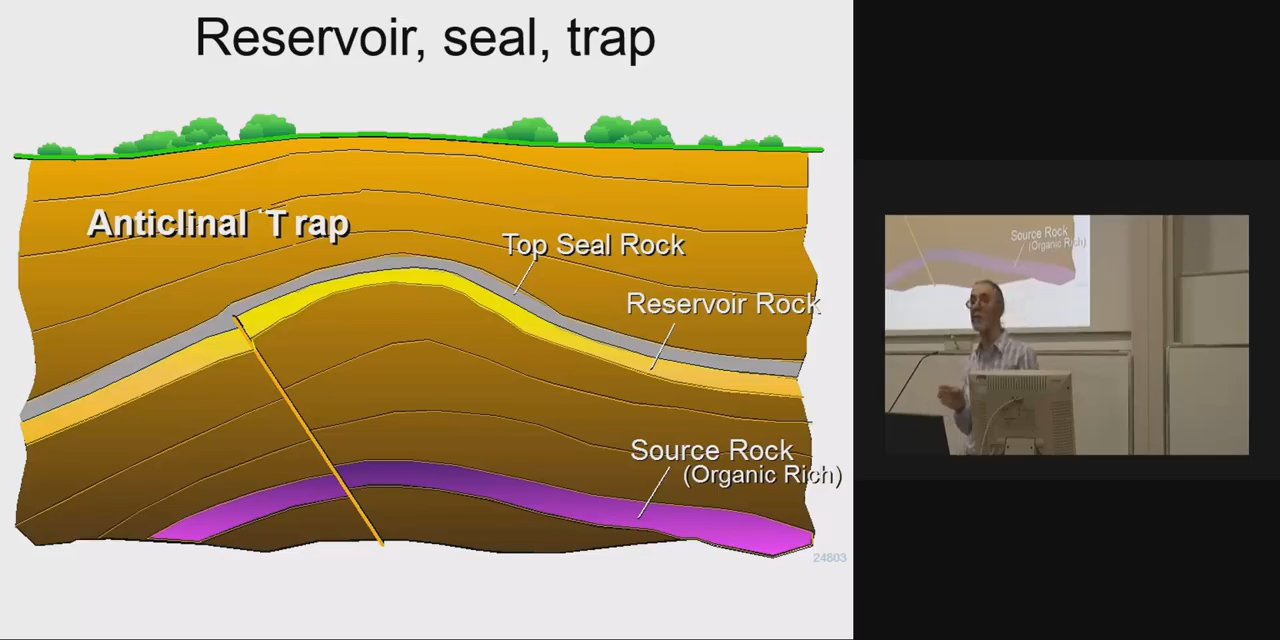 Reservoir, seal, trap
Anticlinal Trap
Top Seal Rock
Reservoir Rock
Source Rock
(Organic Rich)
24803
Source Rock
(Organic Rich)